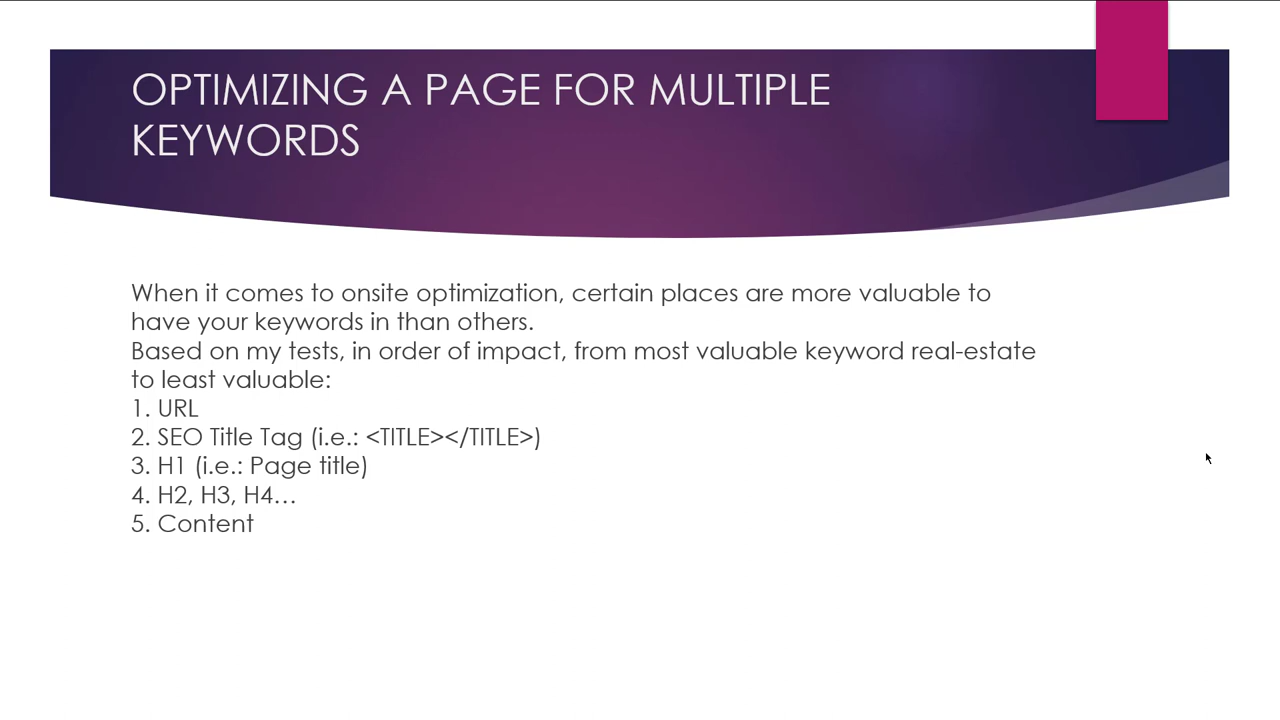 OPTIMIZING A PAGE FOR MULTIPLE
KEYWORDS
When it comes to onsite optimization, certain places are more valuable to
have your keywords in than others.
Based on my tests, in order of impact, from most valuable keyword real-estate
to least valuable:
1. URL
2. SEO Title Tag (i.e.: <TITLE></TITLE>)
3. H1 (i.e.: Page title)
4. H2, H3, H4…
5. Content